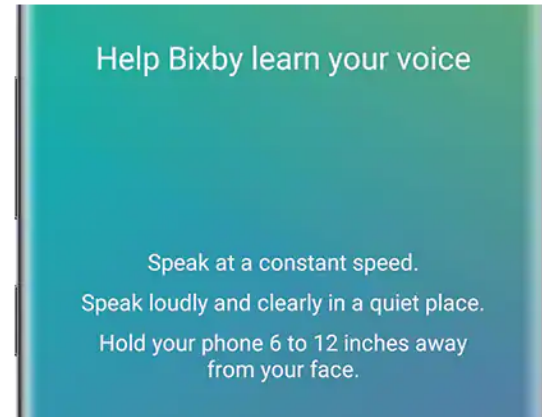 Help Bixby learn your voice
Speak at a constant speed.
Speak loudly and clearly in a quiet place.
Hold your phone 6 to 12 inches away
from your face.